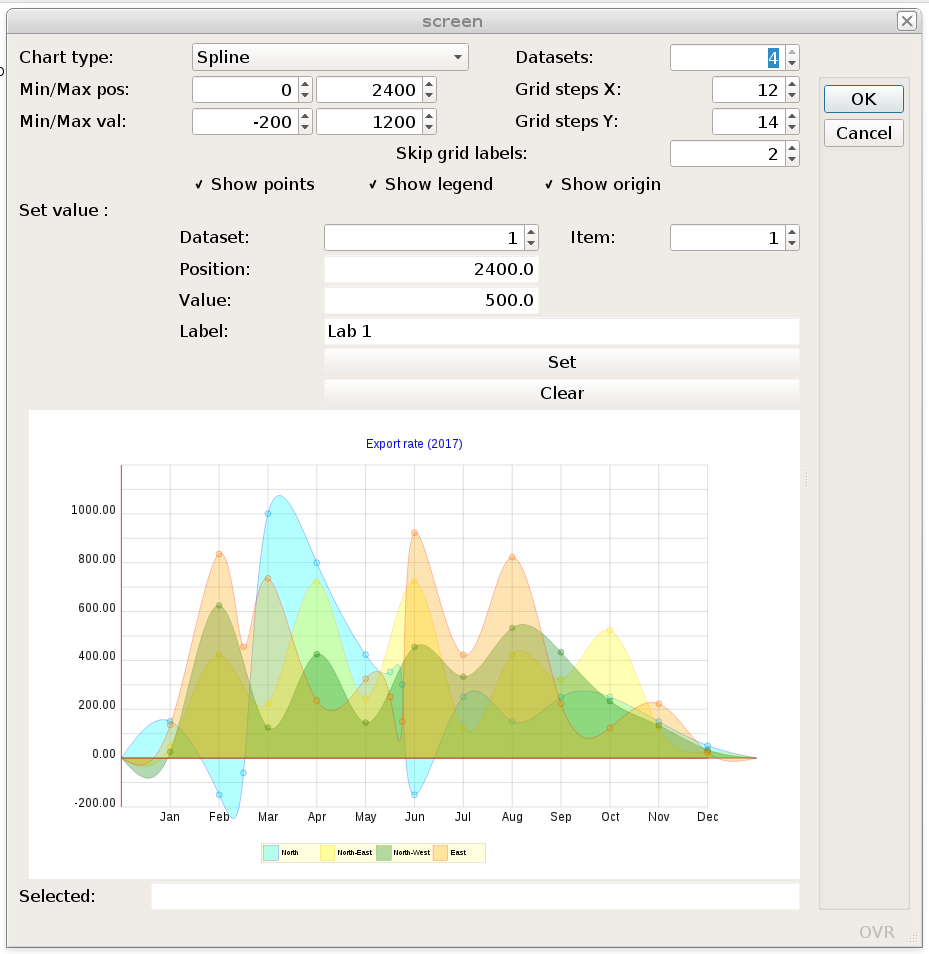 screen
Chart type: Spline Datasets: 4
Min/Max pos: 0 2400 Grid steps X: 12
Min/Max val: -200 1200 Grid steps Y: 14
OK
Cancel
Skip grid labels: 2
✓ Show points ✓ Show legend ✓ Show origin
Set value :
Dataset: 1 Item: 1
Position: 2400.0
Value: 500.0
Label: Lab 1
Set
Clear
Export rate (2017)
1000.00
800.00
600.00
400.00
200.00
0.00
-200.00
Jan Feb Mar Apr May Jun Jul Aug Sep Oct Nov Dec
North North-East North-West East
Selected:
OVR